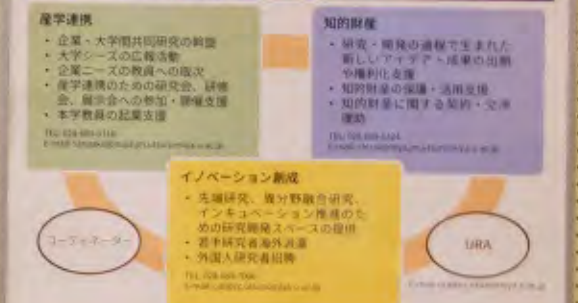 産学連携
・ 企業・大学間共同研究の斡旋
・ 大学シーズの広報活動
・ 企業ニーズの教員への取次
・ 産学連携のための研究会、研修
会、展示会への参加・開催支援
・ 本学教員の起業支援
知的財産
・ 研究・開発の過程で生まれた
新しいアイデア・成果の出願
や権利化支援
・ 知的財産の保護・活用支援
・ 知的財産に関する契約・交渉
援助
イノベーション創成
・ 先端研究、異分野融合研究、
インキュベーション推進のた
めの研究開発スペースの提供
・ 若手研究者海外派遣
・ 外国人研究者招聘
コーディネーター
URA